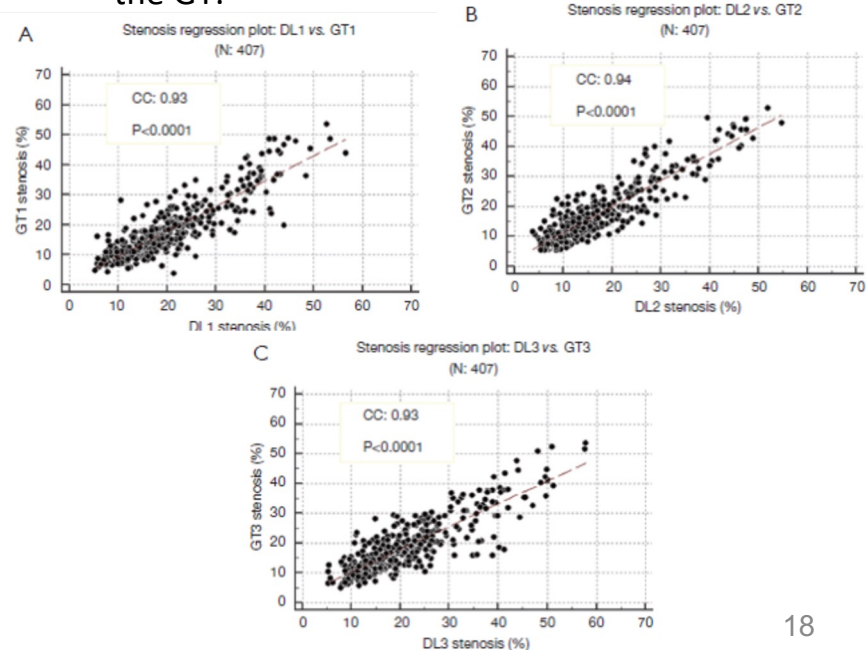 the GT.
A
Stenosis regression plot: DL1 vs. GT1
(N: 407)
CC: 0.93
P<0.0001
GT1 stenosis (%)
70
60
50
40
30
20
10
0
0 10 20 30 40 50 60 70
DL1 stenosis (%)
B
Stenosis regression plot: DL2 vs. GT2
(N: 407)
CC: 0.94
P<0.0001
GT2 stenosis (%)
70
60
50
40
30
20
10
0
0 10 20 30 40 50 60 70
DL2 stenosis (%)
C
Stenosis regression plot: DL3 vs. GT3
(N: 407)
CC: 0.93
P<0.0001
GT3 stenosis (%)
70
60
50
40
30
20
10
0
0 10 20 30 40 50 60 70
DL3 stenosis (%)
18